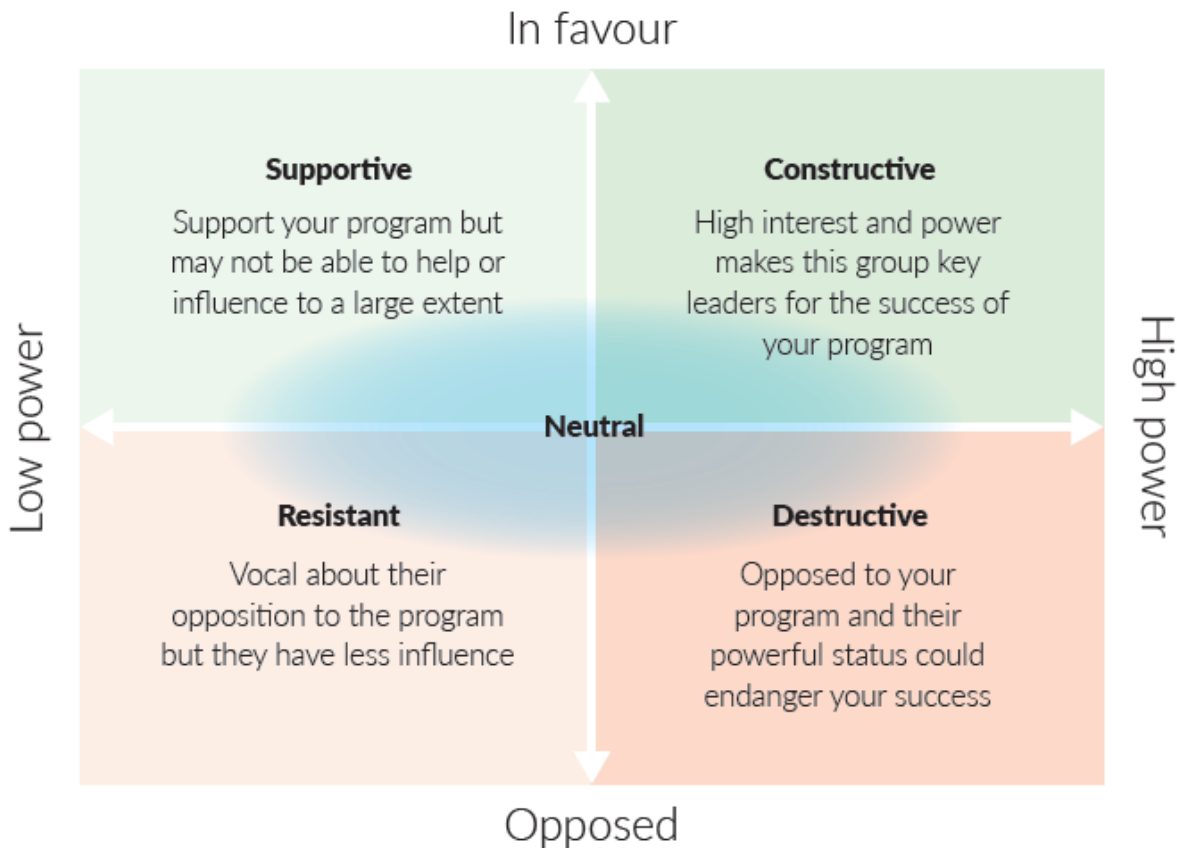 In favour
Supportive
Support your program but
may not be able to help or
influence to a large extent
Constructive
High interest and power
makes this group key
leaders for the success of
your program
Low power
Neutral
High power
Resistant
Vocal about their
opposition to the program
but they have less influence
Destructive
Opposed to your
program and their
powerful status could
endanger your success
Opposed